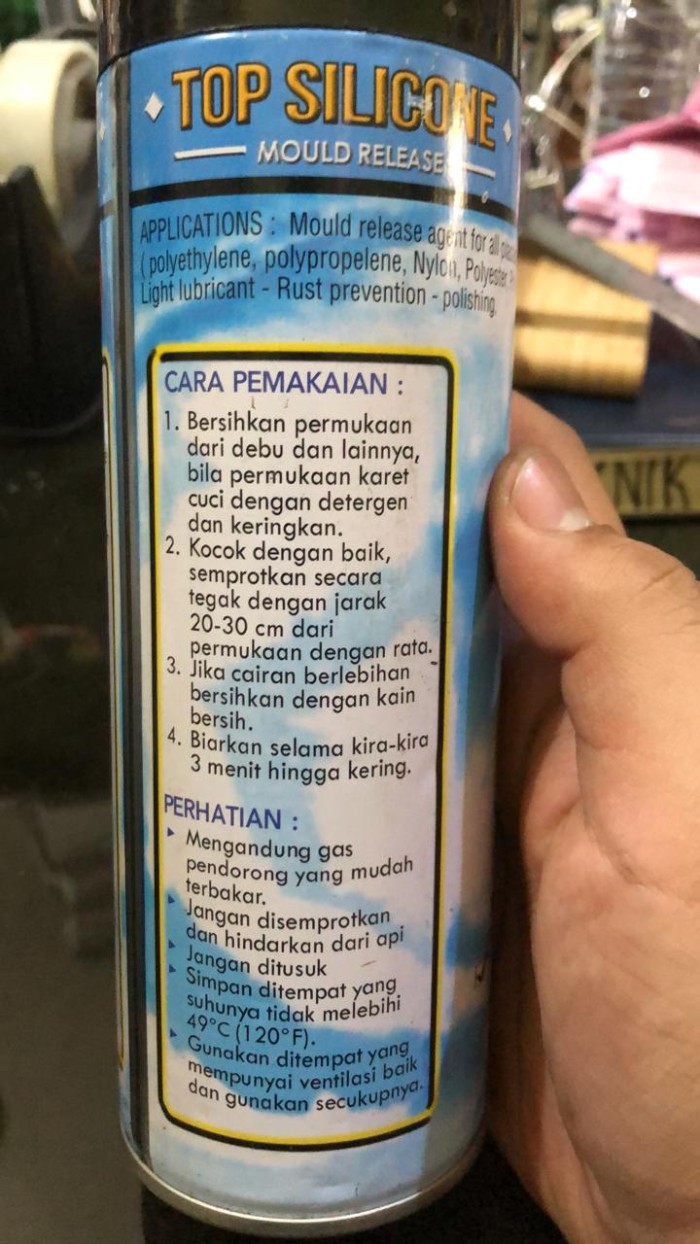 TOP SILICONE
MOULD RELEASE
APPLICATIONS : Mould release agent for all
( polyethylene, polypropelene, Nylon, Polyester
Light lubricant - Rust prevention - polishing
CARA PEMAKAIAN :
1. Bersihkan permukaan
dari debu dan lainnya,
bila permukaan karet
cuci dengan detergen
dan keringkan.
2. Kocok dengan baik,
semprotkan secara
tegak dengan jarak
20-30 cm dari
permukaan dengan rata.
3. Jika cairan berlebihan
bersihkan dengan kain
bersih.
4. Biarkan selama kira-kira
3 menit hingga kering.
PERHATIAN :
Mengandung gas
pendorong yang mudah
terbakar.
Jangan disemprotkan
dan hindarkan dari api
Jangan ditusuk
Simpan ditempat yang
suhunya tidak melebihi
49°C (120°F).
Gunakan ditempat yang
mempunyai ventilasi baik
dan gunakan secukupnya.
NIK